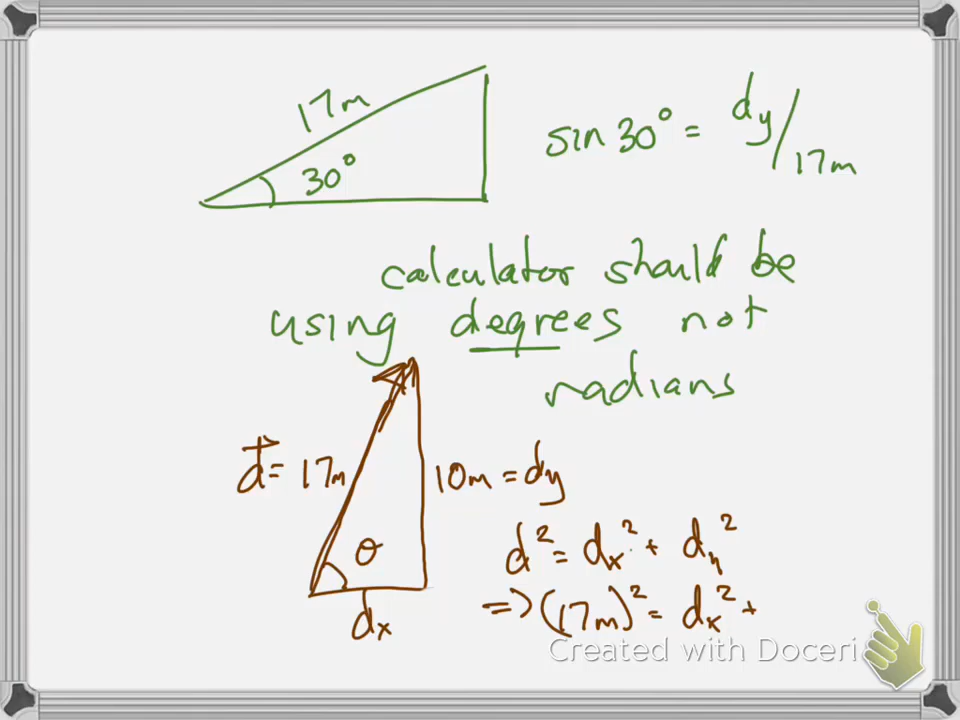 17m
30°
sin 30° = dy/17m
calculator should be
using degrees not
radians
d⃗ = 17m
10m = dy
θ
dx
d² = dx² + dy²
=> (17m)² = dx² +
Created with Doceri